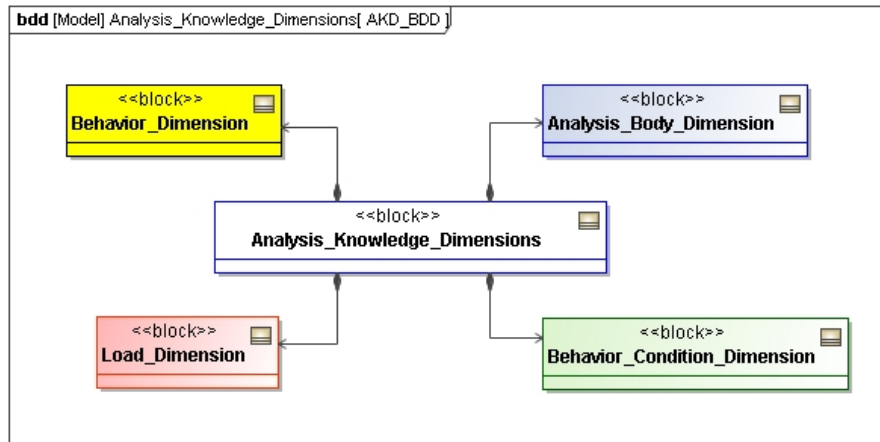 bdd [Model] Analysis_Knowledge_Dimensions[ AKD_BDD ]
<<block>>
Behavior_Dimension
<<block>>
Analysis_Body_Dimension
<<block>>
Analysis_Knowledge_Dimensions
<<block>>
Load_Dimension
<<block>>
Behavior_Condition_Dimension